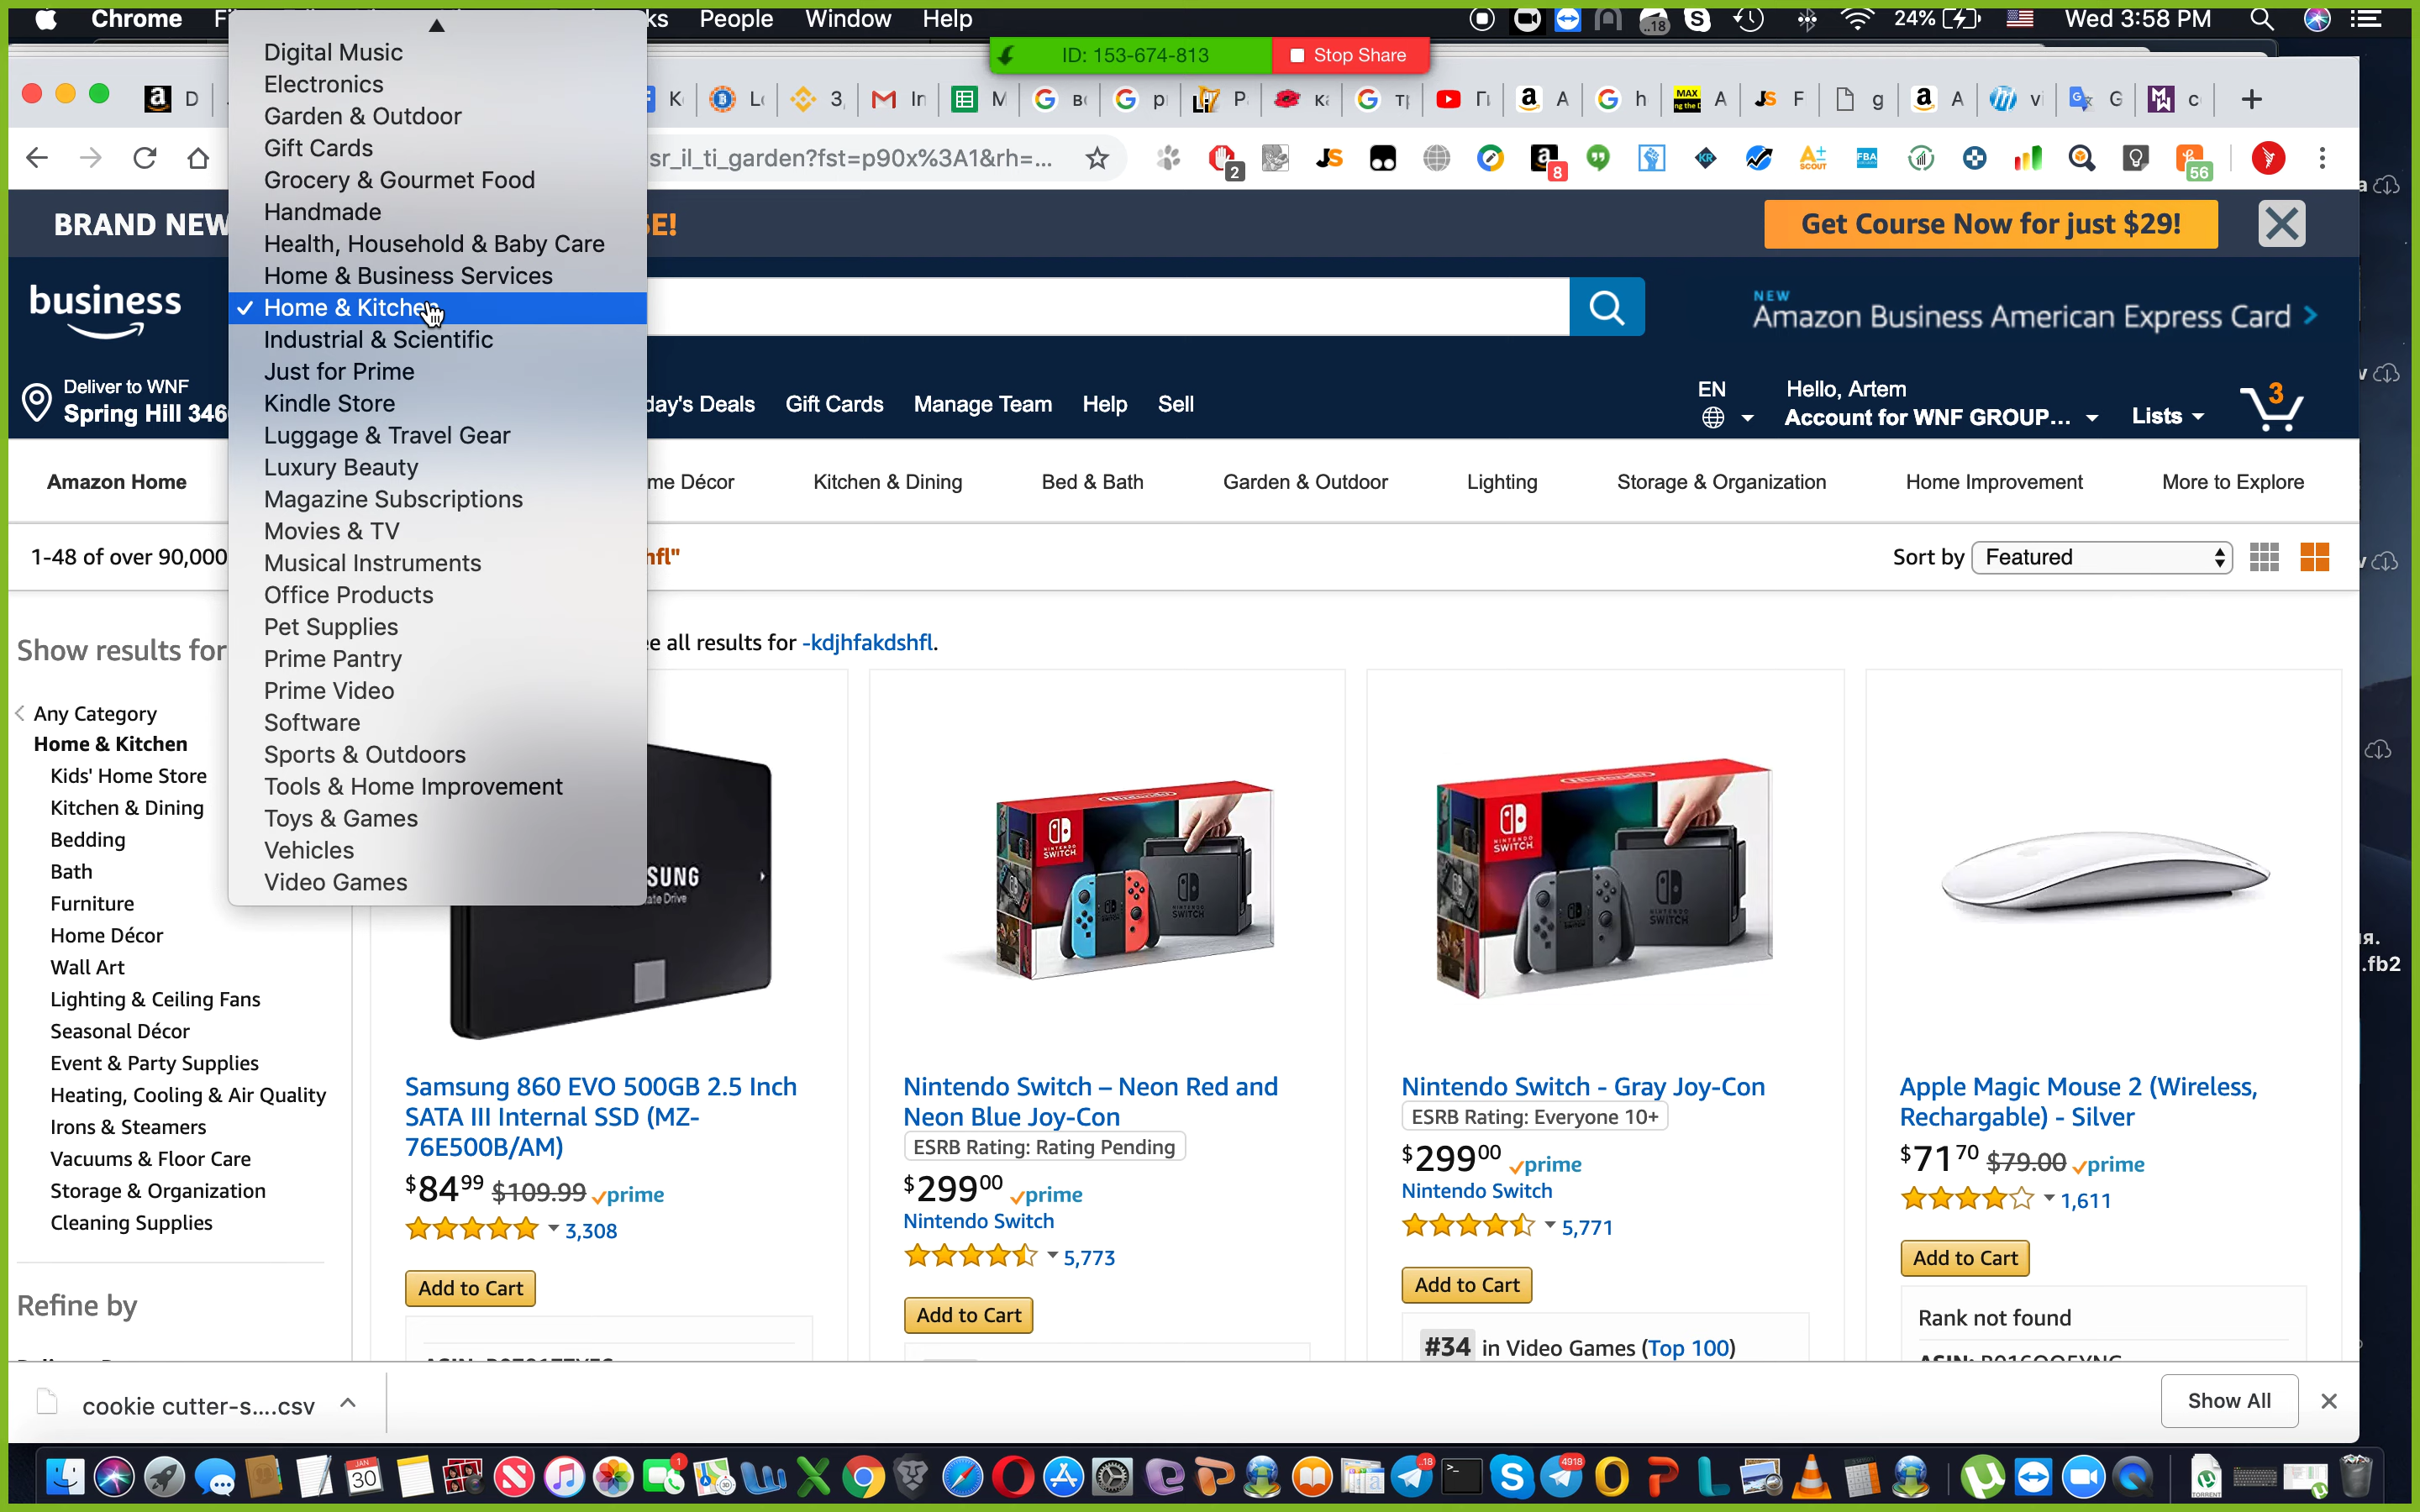 Chrome
People
Window
Help
24%
Wed 3:58 PM
ID: 153-674-813
Stop Share
sr_il_ti_garden?fst=p90x%3A1&rh=...
BRAND NEW
SE!
Get Course Now for just $29!
business
NEW
Amazon Business American Express Card
Deliver to WNF
Spring Hill 346
day's Deals
Gift Cards
Manage Team
Help
Sell
EN
Hello, Artem
Account for WNF GROUP...
Lists
3
Digital Music
Electronics
Garden & Outdoor
Gift Cards
Grocery & Gourmet Food
Handmade
Health, Household & Baby Care
Home & Business Services
Home & Kitchen
Industrial & Scientific
Just for Prime
Kindle Store
Luggage & Travel Gear
Luxury Beauty
Magazine Subscriptions
Movies & TV
Musical Instruments
Office Products
Pet Supplies
Prime Pantry
Prime Video
Software
Sports & Outdoors
Tools & Home Improvement
Toys & Games
Vehicles
Video Games
Amazon Home
me Décor
Kitchen & Dining
Bed & Bath
Garden & Outdoor
Lighting
Storage & Organization
Home Improvement
More to Explore
1-48 of over 90,000
hfl"
Sort by
Featured
Show results for
ee all results for -kdjhfakdshfl.
Any Category
Home & Kitchen
Kids' Home Store
Kitchen & Dining
Bedding
Bath
Furniture
Home Décor
Wall Art
Lighting & Ceiling Fans
Seasonal Décor
Event & Party Supplies
Heating, Cooling & Air Quality
Irons & Steamers
Vacuums & Floor Care
Storage & Organization
Cleaning Supplies
Refine by
Samsung 860 EVO 500GB 2.5 Inch
SATA III Internal SSD (MZ-
76E500B/AM)
$84 99 $109.99 prime
3,308
Add to Cart
Nintendo Switch – Neon Red and
Neon Blue Joy-Con
ESRB Rating: Rating Pending
$299 00 prime
Nintendo Switch
5,773
Add to Cart
Nintendo Switch - Gray Joy-Con
ESRB Rating: Everyone 10+
$299 00 prime
Nintendo Switch
5,771
Add to Cart
#34 in Video Games (Top 100)
Apple Magic Mouse 2 (Wireless,
Rechargable) - Silver
$71 70 $79.00 prime
1,611
Add to Cart
Rank not found
.fb2
cookie cutter-s....csv
Show All